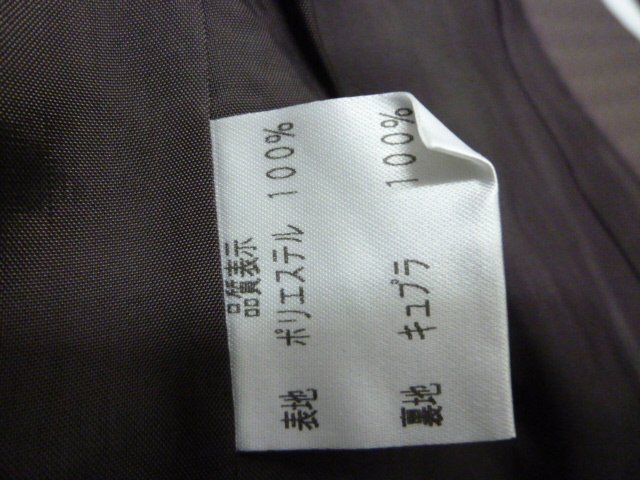 品質表示
表地 ポリエステル 100%
裏地 キュプラ 100%